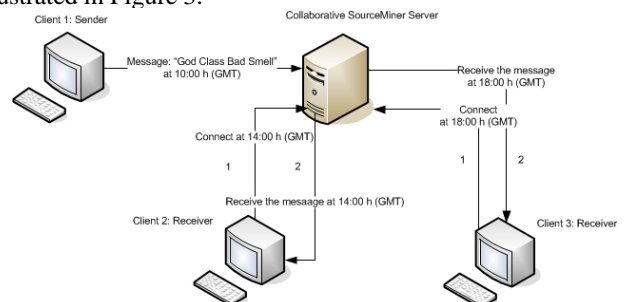 ustrated in Figure 3.
Collaborative SourceMiner Server
Client 1: Sender
Message: "God Class Bad Smell"
at 10:00 h (GMT)
Receive the message
at 18:00 h (GMT)
Connect
at 18:00 h (GMT)
Connect at 14:00 h (GMT)
1
2
1
2
Receive the mesaage at 14:00 h (GMT)
Client 2: Receiver
Client 3: Receiver